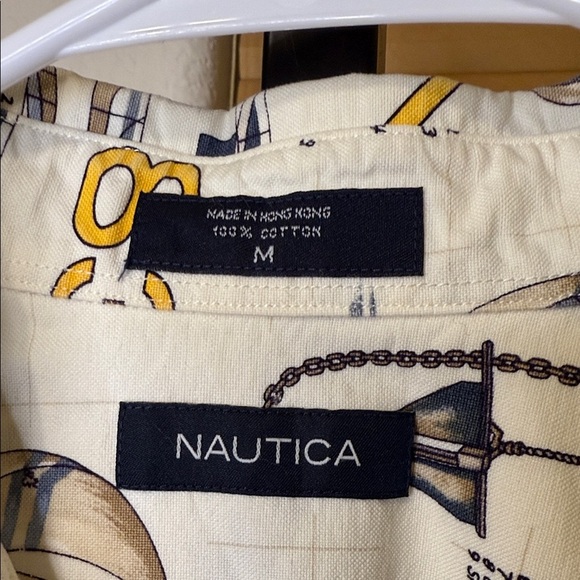 MADE IN HONG KONG
100% COTTON
M
NAUTICA